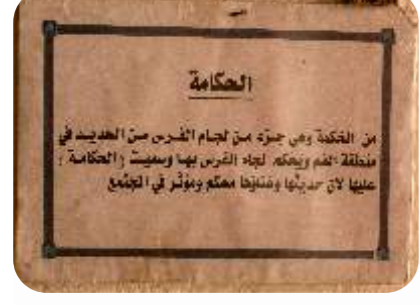 الحكامة
من الحكمة وهي جزء من لجام الفرس من الحديد في
منطقة الفم ويحكم لجام الفرس بها وسميت (الحكامة)
عليها لان حديثها وغناؤها محكم ومؤثر في المجتمع